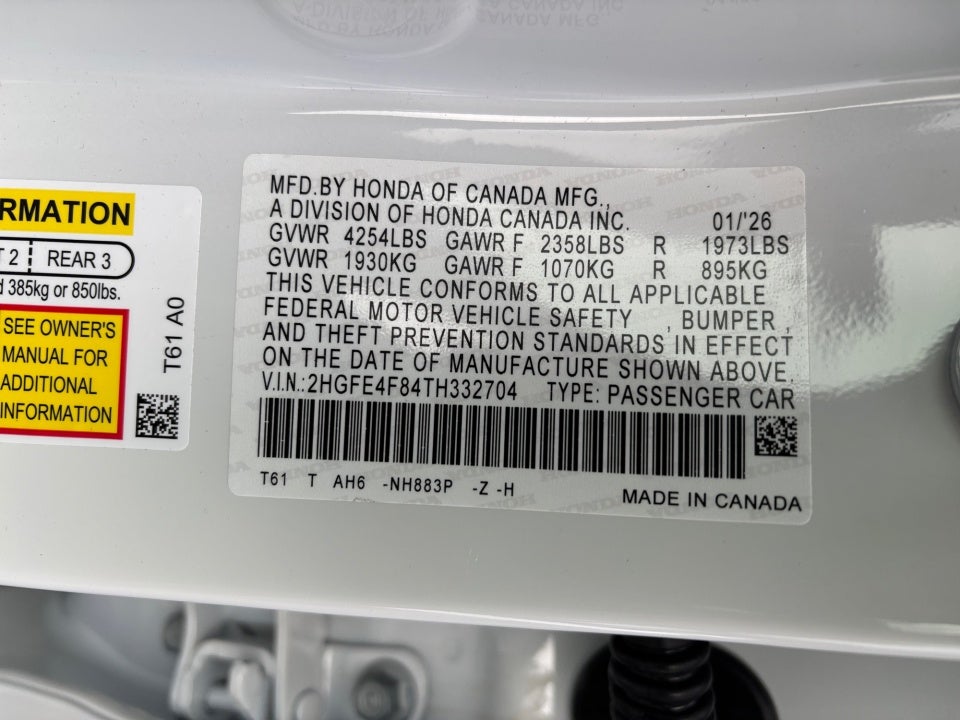 RMATION
T 2 REAR 3
d 385kg or 850lbs.
SEE OWNER'S
MANUAL FOR
ADDITIONAL
INFORMATION
T61 A0
MFD.BY HONDA OF CANADA MFG.,
A DIVISION OF HONDA CANADA INC. 01/'26
GVWR 4254LBS GAWR F 2358LBS R 1973LBS
GVWR 1930KG GAWR F 1070KG R 895KG
THIS VEHICLE CONFORMS TO ALL APPLICABLE
FEDERAL MOTOR VEHICLE SAFETY , BUMPER ,
AND THEFT PREVENTION STANDARDS IN EFFECT
ON THE DATE OF MANUFACTURE SHOWN ABOVE.
V.I.N.: 2HGFE4F84TH332704 TYPE: PASSENGER CAR
T61 T AH6 -NH883P -Z -H
MADE IN CANADA